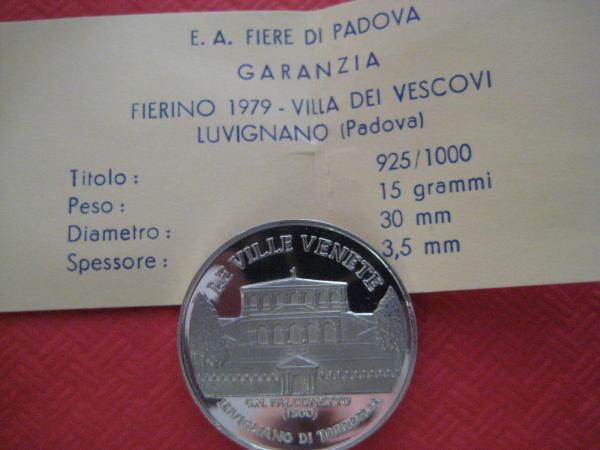 E. A. FIERE DI PADOVA
GARANZIA
FIERINO 1979 - VILLA DEI VESCOVI
LUVIGNANO (Padova)
Titolo : 925/1000
Peso : 15 grammi
Diametro : 30 mm
Spessore : 3,5 mm
LE VILLE VENETE
G.M. FALCONETTO
(1500)
LUVIGLIANO DI TORREGLIA